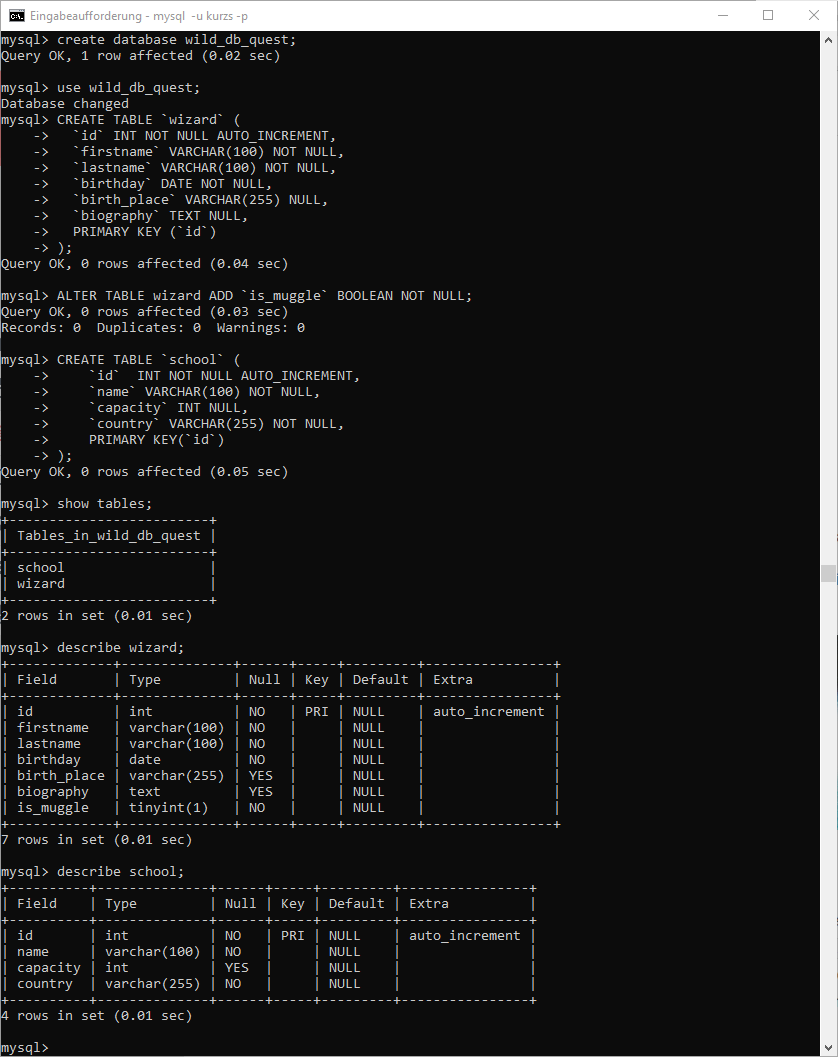 Eingabeaufforderung - mysql  -u kurzs -p
mysql> create database wild_db_quest;
Query OK, 1 row affected (0.02 sec)

mysql> use wild_db_quest;
Database changed
mysql> CREATE TABLE `wizard` (
    ->   `id` INT NOT NULL AUTO_INCREMENT,
    ->   `firstname` VARCHAR(100) NOT NULL,
    ->   `lastname` VARCHAR(100) NOT NULL,
    ->   `birthday` DATE NOT NULL,
    ->   `birth_place` VARCHAR(255) NULL,
    ->   `biography` TEXT NULL,
    ->   PRIMARY KEY (`id`)
    -> );
Query OK, 0 rows affected (0.04 sec)

mysql> ALTER TABLE wizard ADD `is_muggle` BOOLEAN NOT NULL;
Query OK, 0 rows affected (0.03 sec)
Records: 0  Duplicates: 0  Warnings: 0

mysql> CREATE TABLE `school` (
    ->     `id`  INT NOT NULL AUTO_INCREMENT,
    ->     `name` VARCHAR(100) NOT NULL,
    ->     `capacity` INT NULL,
    ->     `country` VARCHAR(255) NOT NULL,
    ->     PRIMARY KEY(`id`)
    -> );
Query OK, 0 rows affected (0.05 sec)

mysql> show tables;
+-------------------------+
| Tables_in_wild_db_quest |
+-------------------------+
| school                  |
| wizard                  |
+-------------------------+
2 rows in set (0.01 sec)

mysql> describe wizard;
+-------------+--------------+------+-----+---------+----------------+
| Field       | Type         | Null | Key | Default | Extra          |
+-------------+--------------+------+-----+---------+----------------+
| id          | int          | NO   | PRI | NULL    | auto_increment |
| firstname   | varchar(100) | NO   |     | NULL    |                |
| lastname    | varchar(100) | NO   |     | NULL    |                |
| birthday    | date         | NO   |     | NULL    |                |
| birth_place | varchar(255) | YES  |     | NULL    |                |
| biography   | text         | YES  |     | NULL    |                |
| is_muggle   | tinyint(1)   | NO   |     | NULL    |                |
+-------------+--------------+------+-----+---------+----------------+
7 rows in set (0.01 sec)

mysql> describe school;
+----------+--------------+------+-----+---------+----------------+
| Field    | Type         | Null | Key | Default | Extra          |
+----------+--------------+------+-----+---------+----------------+
| id       | int          | NO   | PRI | NULL    | auto_increment |
| name     | varchar(100) | NO   |     | NULL    |                |
| capacity | int          | YES  |     | NULL    |                |
| country  | varchar(255) | NO   |     | NULL    |                |
+----------+--------------+------+-----+---------+----------------+
4 rows in set (0.01 sec)

mysql>